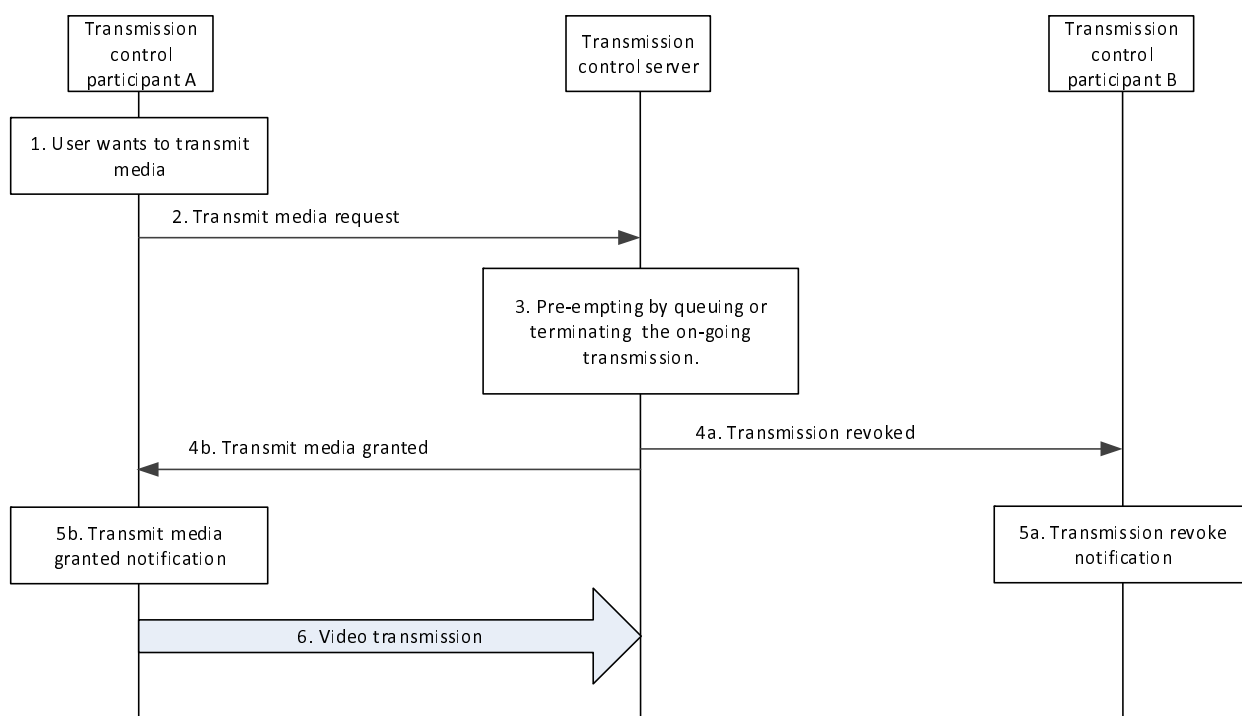 Transmission
control
participant A
Transmission
control server
Transmission
control
participant B
1. User wants to transmit
media
2. Transmit media request
3. Pre-empting by queuing or
terminating the on-going
transmission.
4a. Transmission revoked
4b. Transmit media granted
5b. Transmit media
granted notification
5a. Transmission revoke
notification
6. Video transmission